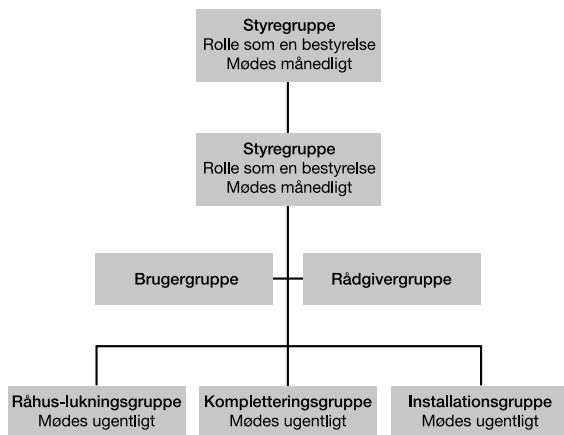 Styregruppe
Rolle som en bestyrelse
Mødes månedligt
Styregruppe
Rolle som en bestyrelse
Mødes månedligt
Brugergruppe
Rådgivergruppe
Råhus-lukningsgruppe
Mødes ugentligt
Kompletteringsgruppe
Mødes ugentligt
Installationsgruppe
Mødes ugentligt